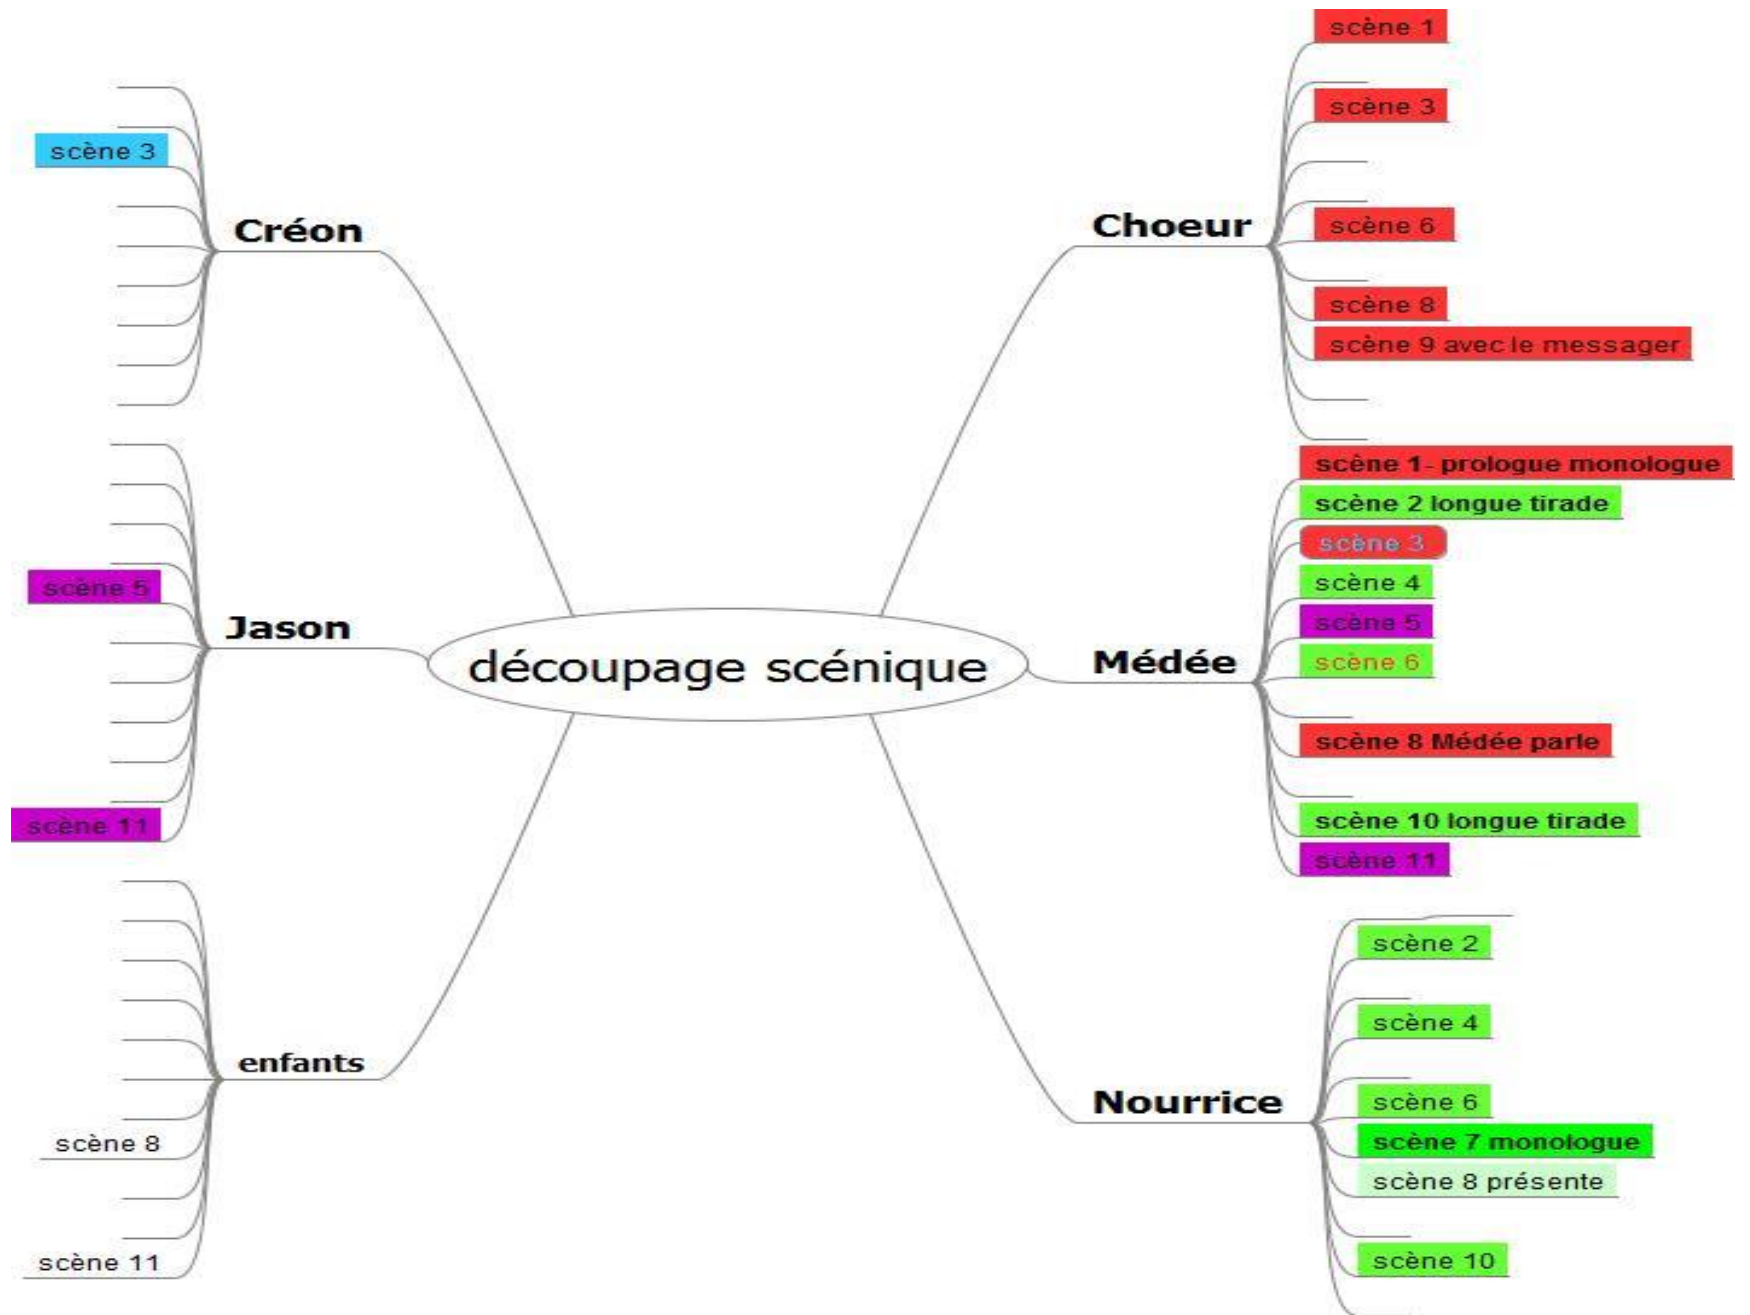 découpage scénique
Créon
scène 3
Jason
scène 5
scène 11
enfants
scène 8
scène 11
Choeur
scène 1
scène 3
scène 6
scène 8
scène 9 avec le messager
Médée
scène 1- prologue monologue
scène 2 longue tirade
scène 3
scène 4
scène 5
scène 6
scène 8 Médée parle
scène 10 longue tirade
scène 11
Nourrice
scène 2
scène 4
scène 6
scène 7 monologue
scène 8 présente
scène 10